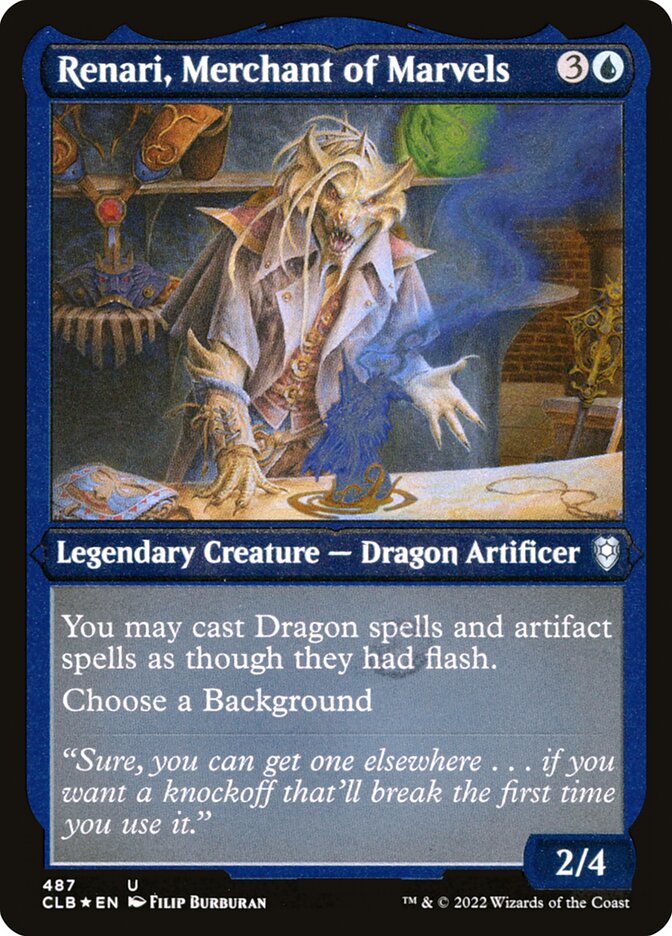 Renari, Merchant of Marvels 3
Legendary Creature — Dragon Artificer
You may cast Dragon spells and artifact
spells as though they had flash.
Choose a Background
“Sure, you can get one elsewhere . . . if you
want a knockoff that’ll break the first time
you use it.”
2/4
487 U
CLB★EN Filip Burburan
™ & © 2022 Wizards of the Coast